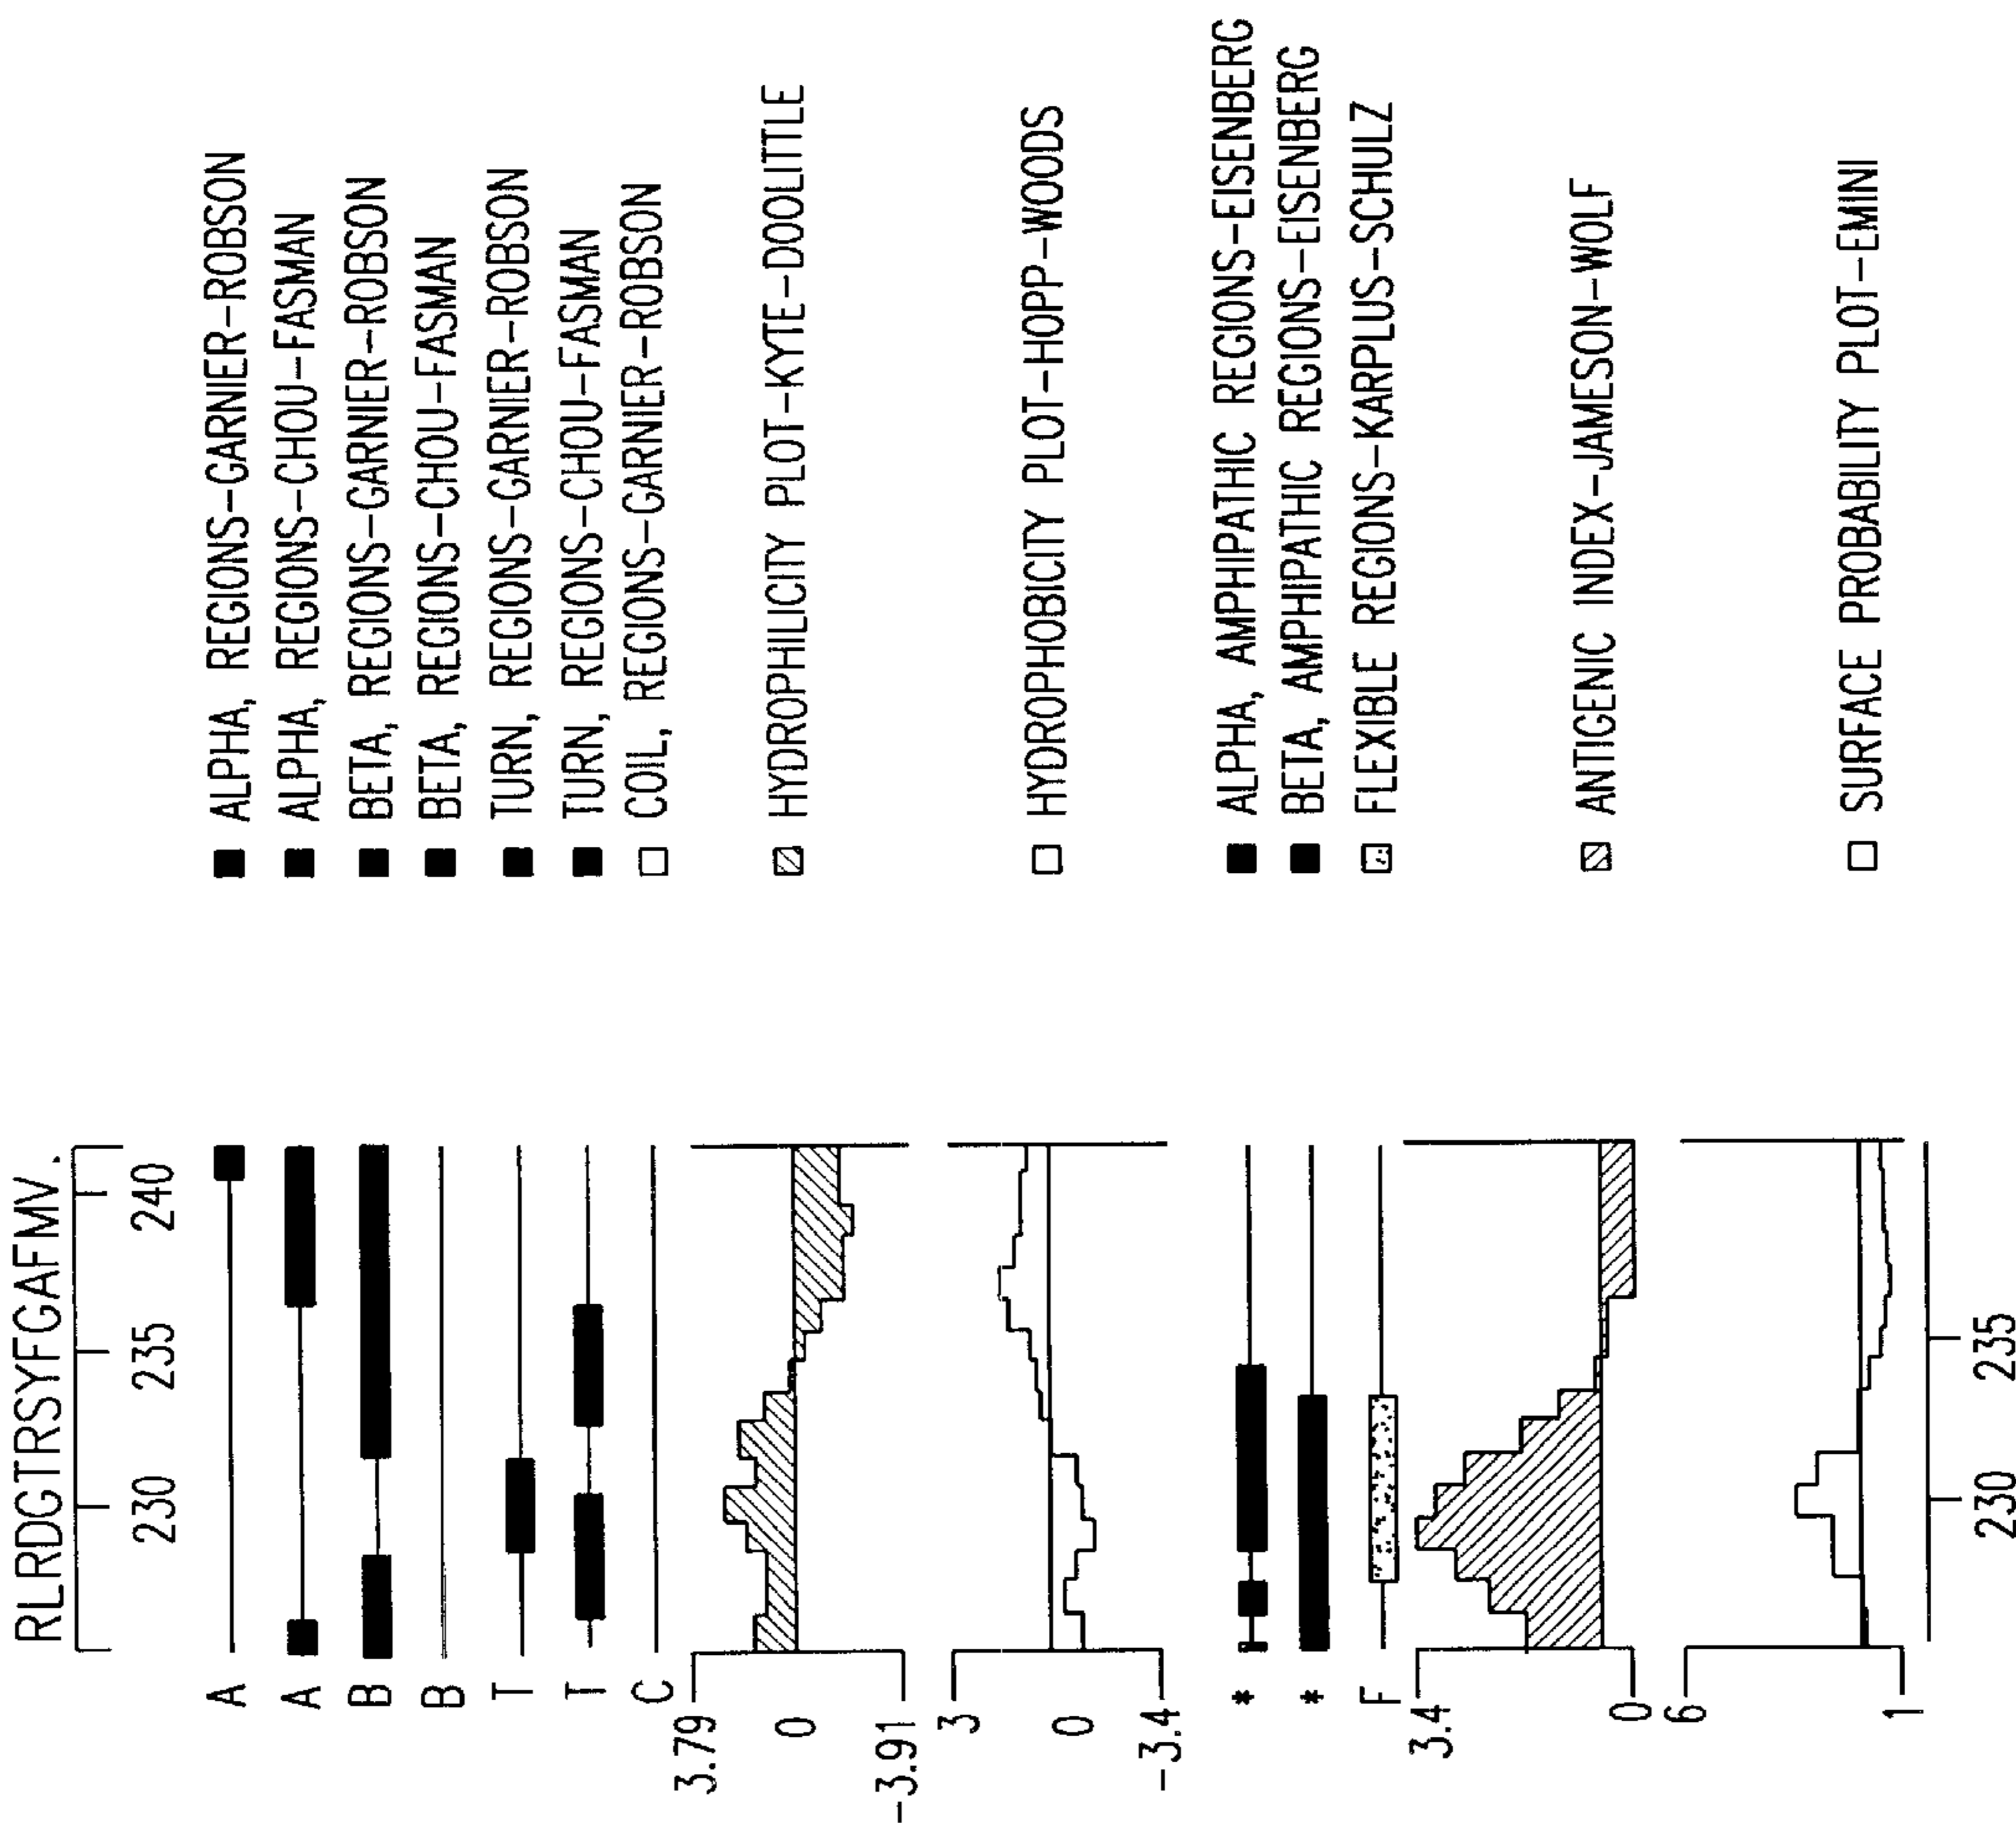 RLRDGTRSYFGAFMV.
230 235 240
A ALPHA, REGIONS-GARNIER-ROBSON
A ALPHA, REGIONS-CHOU-FASMAN
B BETA, REGIONS-GARNIER-ROBSON
B BETA, REGIONS-CHOU-FASMAN
T TURN, REGIONS-GARNIER-ROBSON
T TURN, REGIONS-CHOU-FASMAN
C COIL, REGIONS-GARNIER-ROBSON
3.79
0 HYDROPHILICITY PLOT-KYTE-DOOLITTLE
-3.91
3
0 HYDROPHOBICITY PLOT-HOPP-WOODS
-3.4
* ALPHA, AMPHIPATHIC REGIONS-EISENBERG
* BETA, AMPHIPATHIC REGIONS-EISENBERG
F FLEXIBLE REGIONS-KARPLUS-SCHULZ
3.4
ANTIGENIC INDEX-JAMESON-WOLF
0
6
SURFACE PROBABILITY PLOT-EMINI
1
230 235